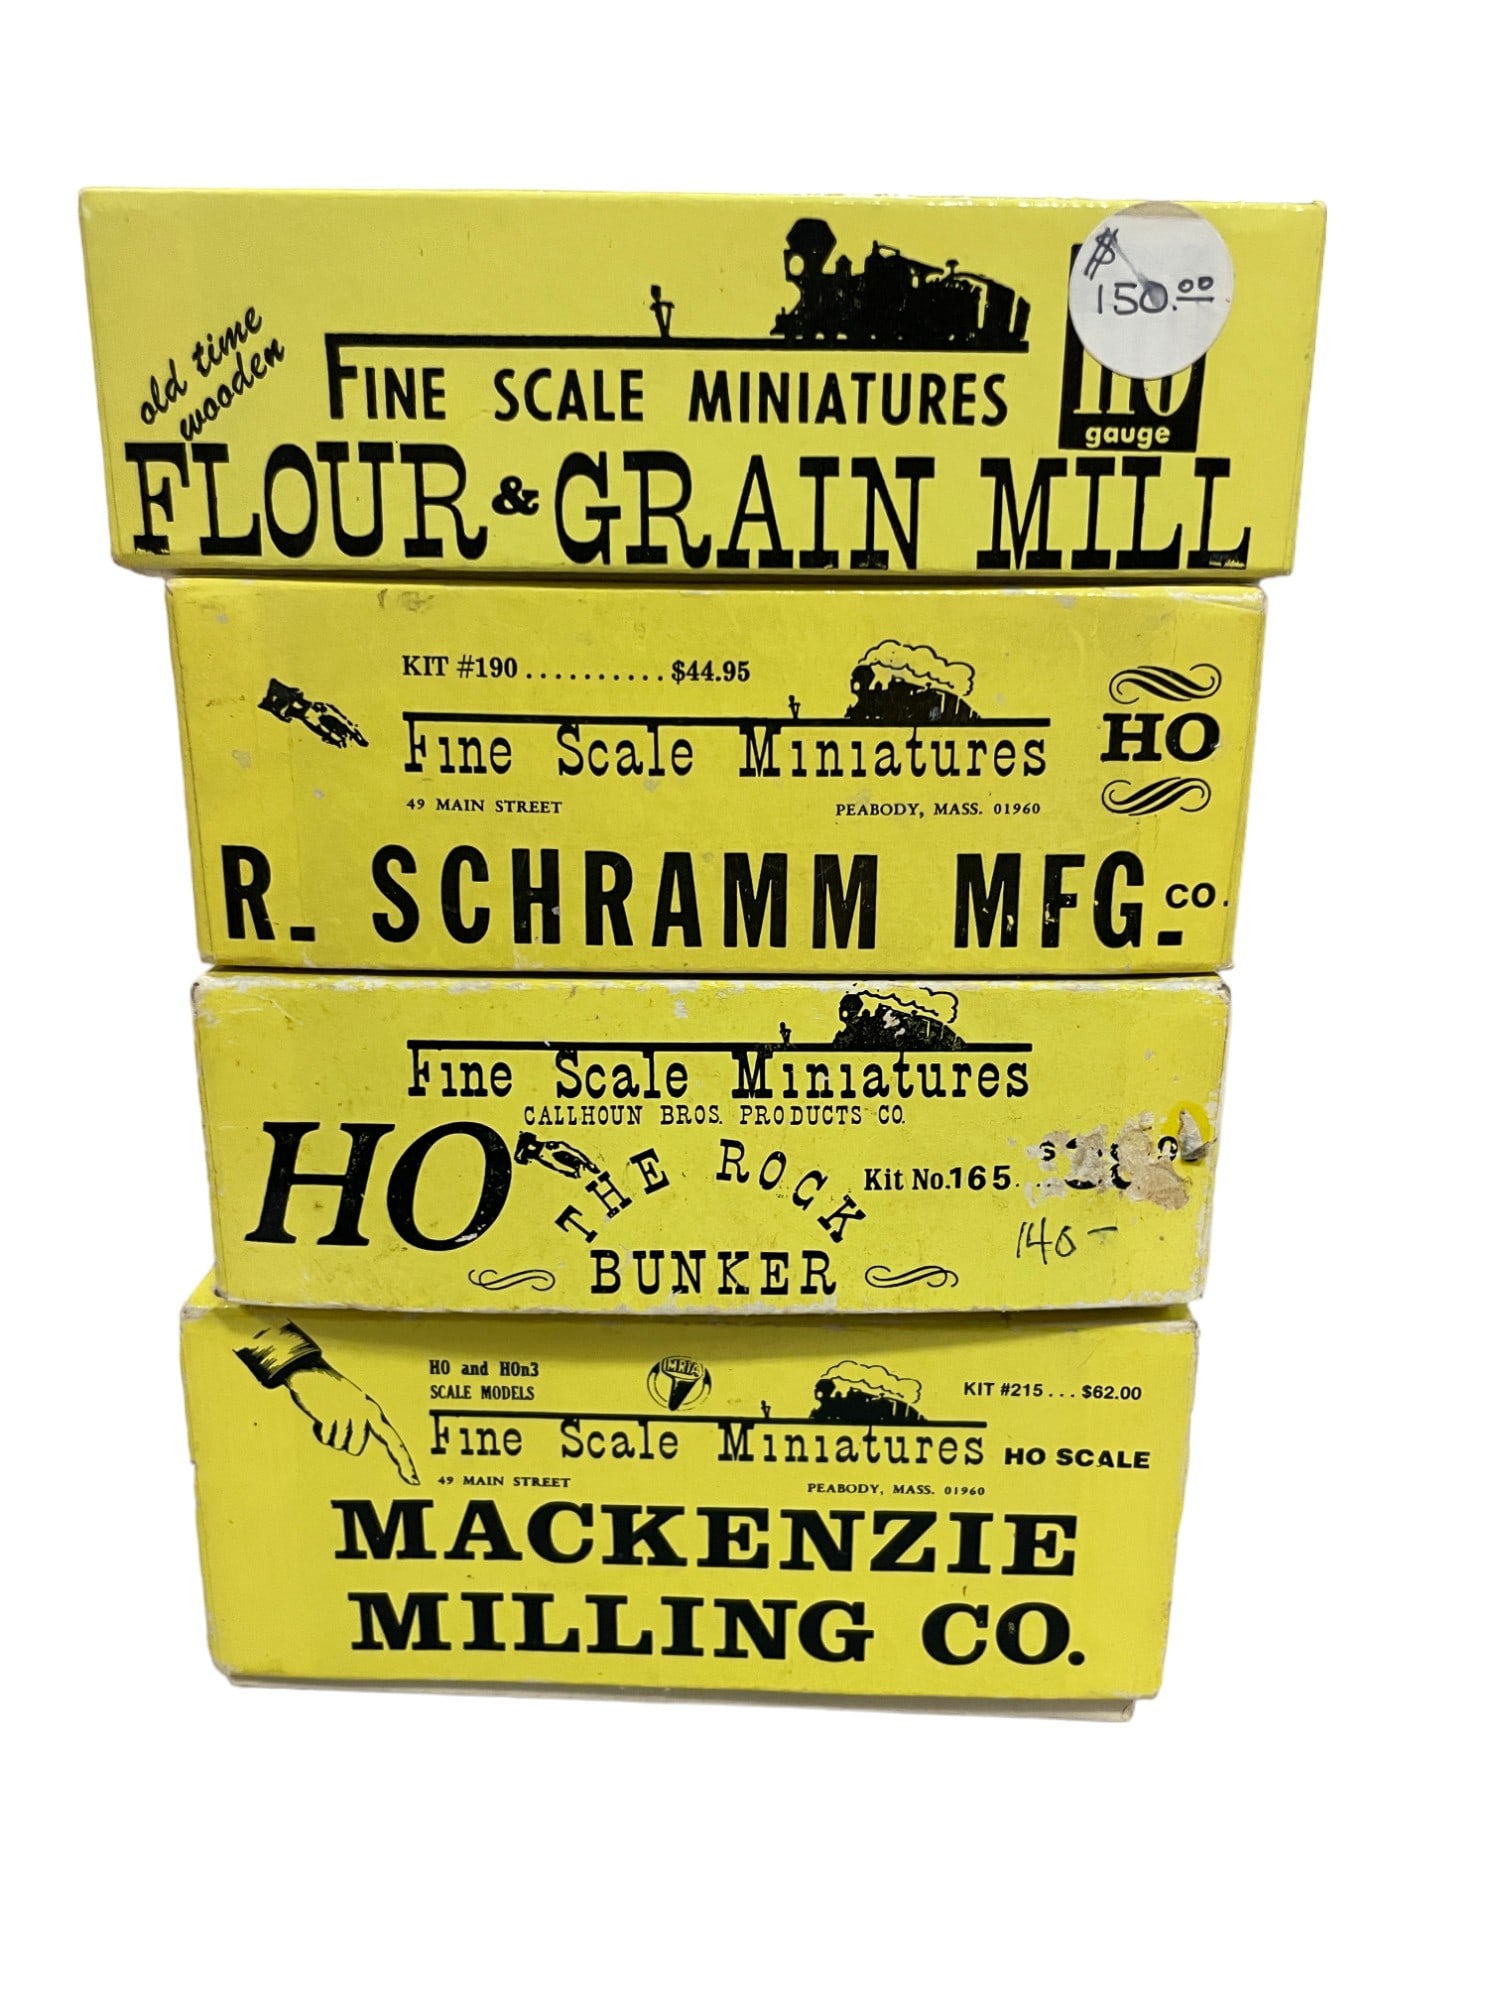 $
150.00
old time
wooden
FINE SCALE MINIATURES
HO
gauge
FLOUR & GRAIN MILL
KIT #190 .......... $44.95
Fine Scale Miniatures
HO
49 MAIN STREET
PEABODY, MASS. 01960
R. SCHRAMM MFG. CO.
Fine Scale Miniatures
CALLHOUN BROS. PRODUCTS CO.
HO
THE ROCK
Kit No.165
BUNKER
140-
HO and HOn3
SCALE MODELS
MRIA
KIT #215 ... $62.00
Fine Scale Miniatures
HO SCALE
49 MAIN STREET
PEABODY, MASS. 01960
MACKENZIE
MILLING CO.